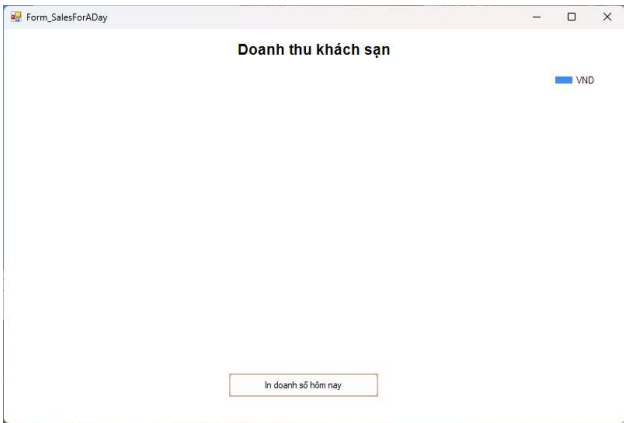 Form_SalesForADay
Doanh thu khách sạn
VND
In doanh số hôm nay